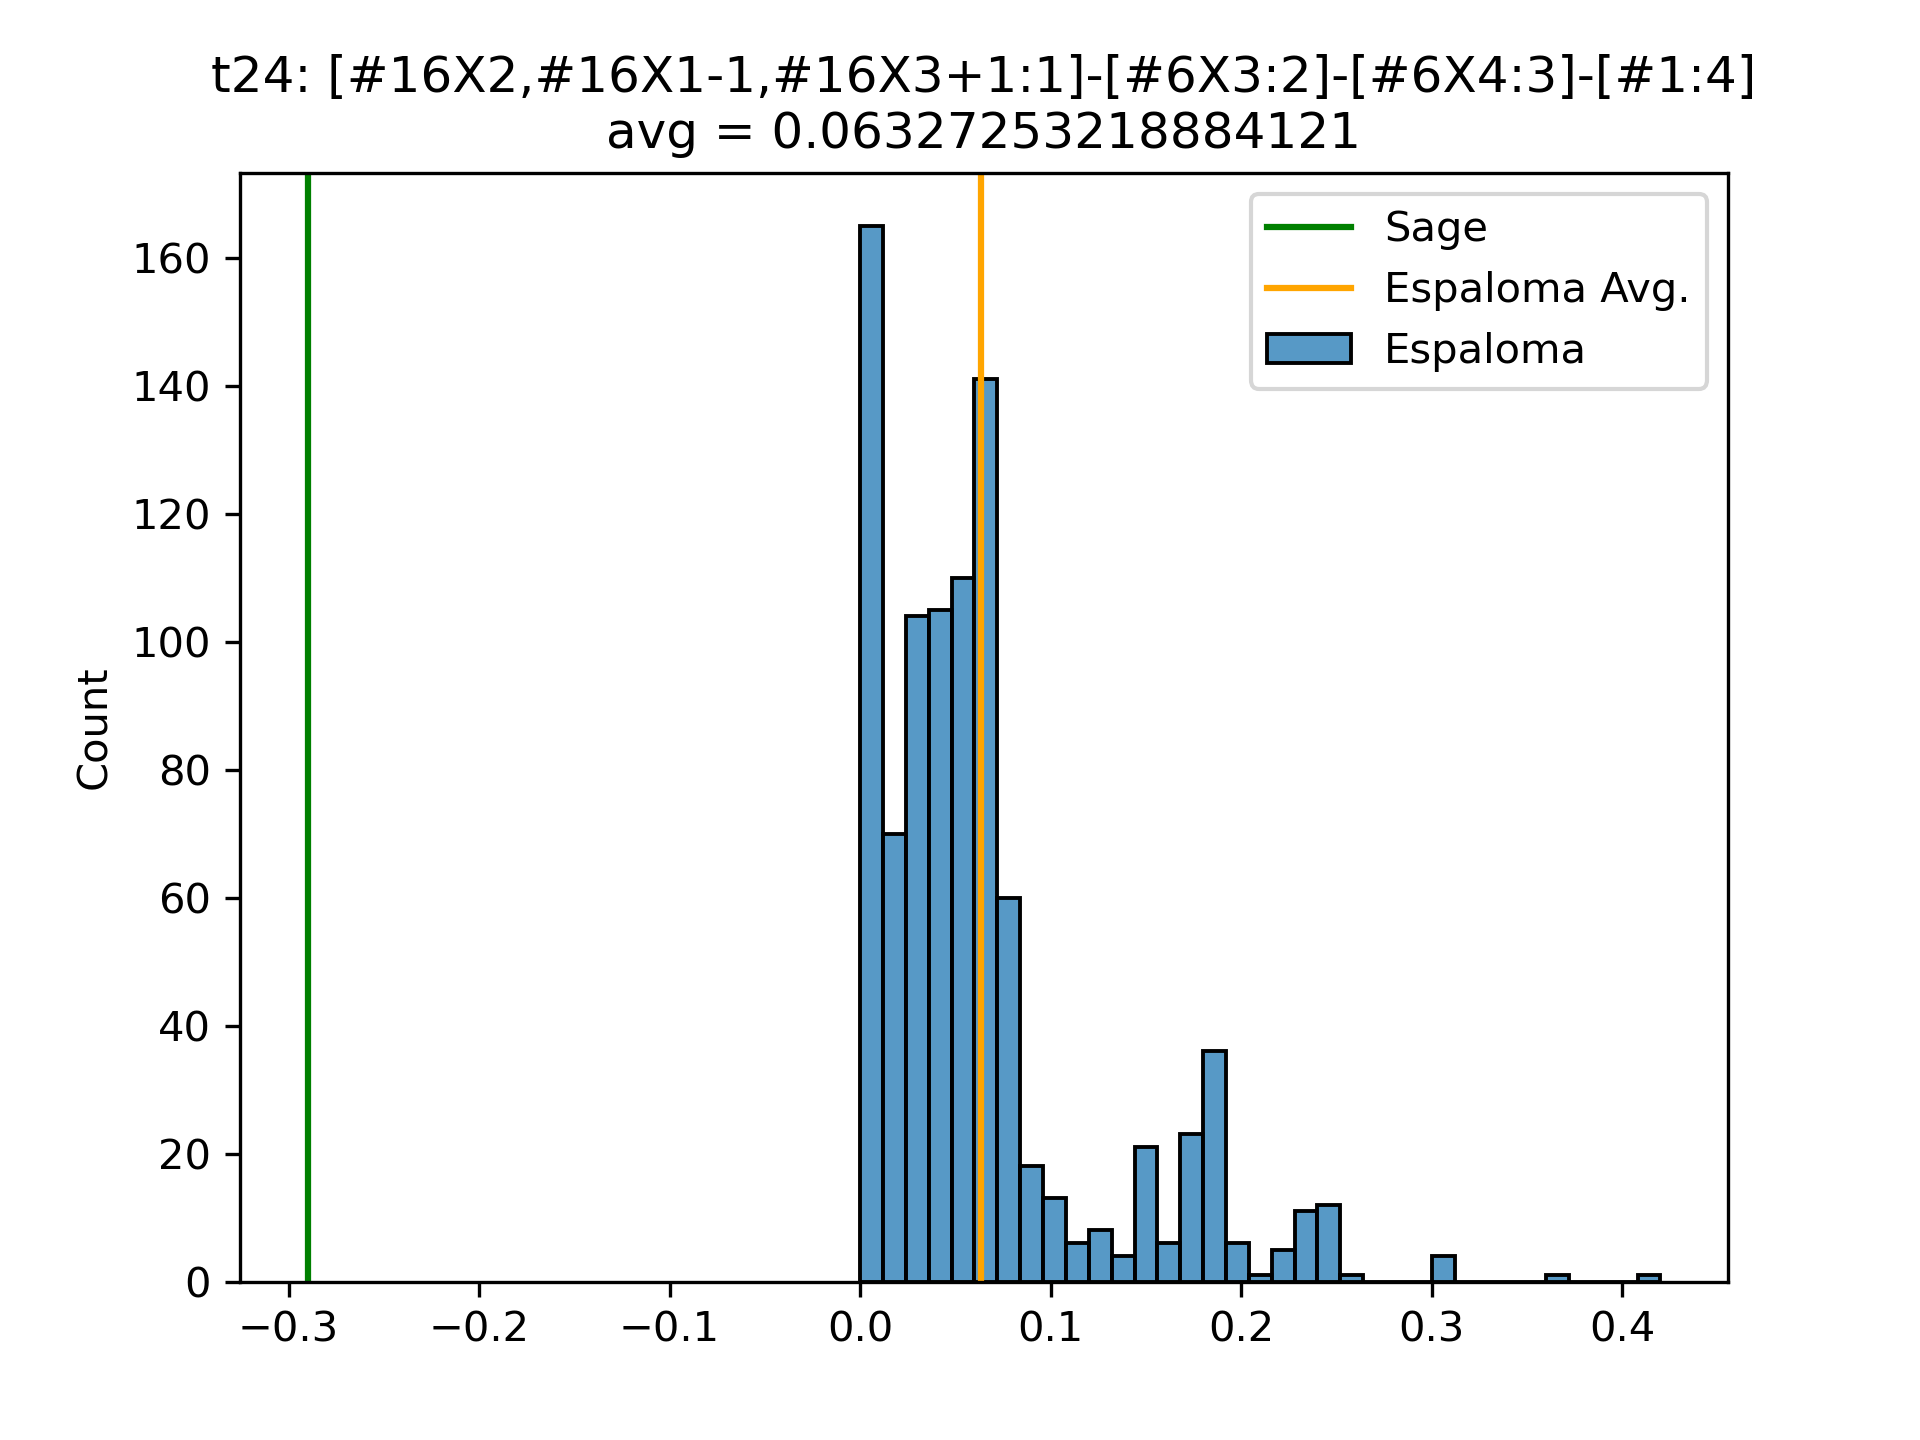 t24: [#16X2,#16X1-1,#16X3+1:1]-[#6X3:2]-[#6X4:3]-[#1:4]
avg = 0.06327253218884121
Sage
Espaloma Avg.
Espaloma
Count
160
140
120
100
80
60
40
20
0
−0.3
−0.2
−0.1
0.0
0.1
0.2
0.3
0.4